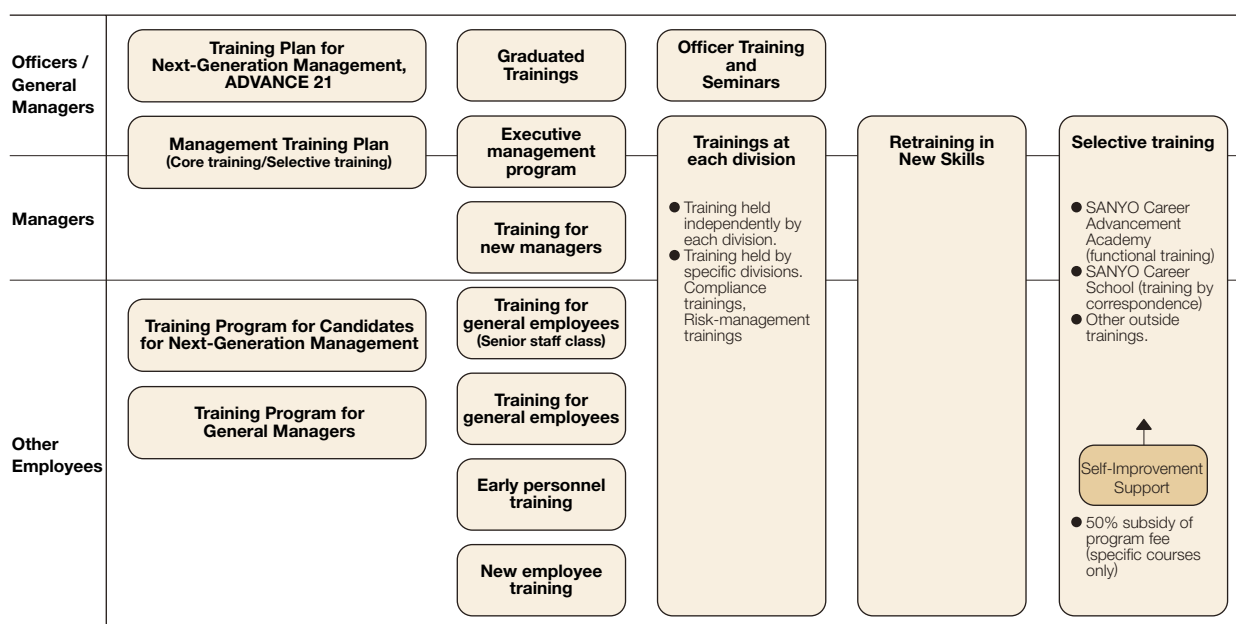 Officers /
General
Managers
Training Plan for
Next-Generation Management,
ADVANCE 21
Graduated
Trainings
Officer Training
and
Seminars
Management Training Plan
(Core training/Selective training)
Executive
management
program
Trainings at
each division
Retraining in
New Skills
Selective training
Managers
Training for
new managers
● Training held
independently by
each division.
● Training held by
specific divisions.
Compliance
trainings,
Risk-management
trainings
● SANYO Career
Advancement
Academy
(functional training)
● SANYO Career
School (training by
correspondence)
● Other outside
trainings.
Other
Employees
Training Program for Candidates
for Next-Generation Management
Training for
general employees
(Senior staff class)
Training Program for
General Managers
Training for
general employees
Early personnel
training
New employee
training
Self-Improvement
Support
● 50% subsidy of
program fee
(specific courses
only)